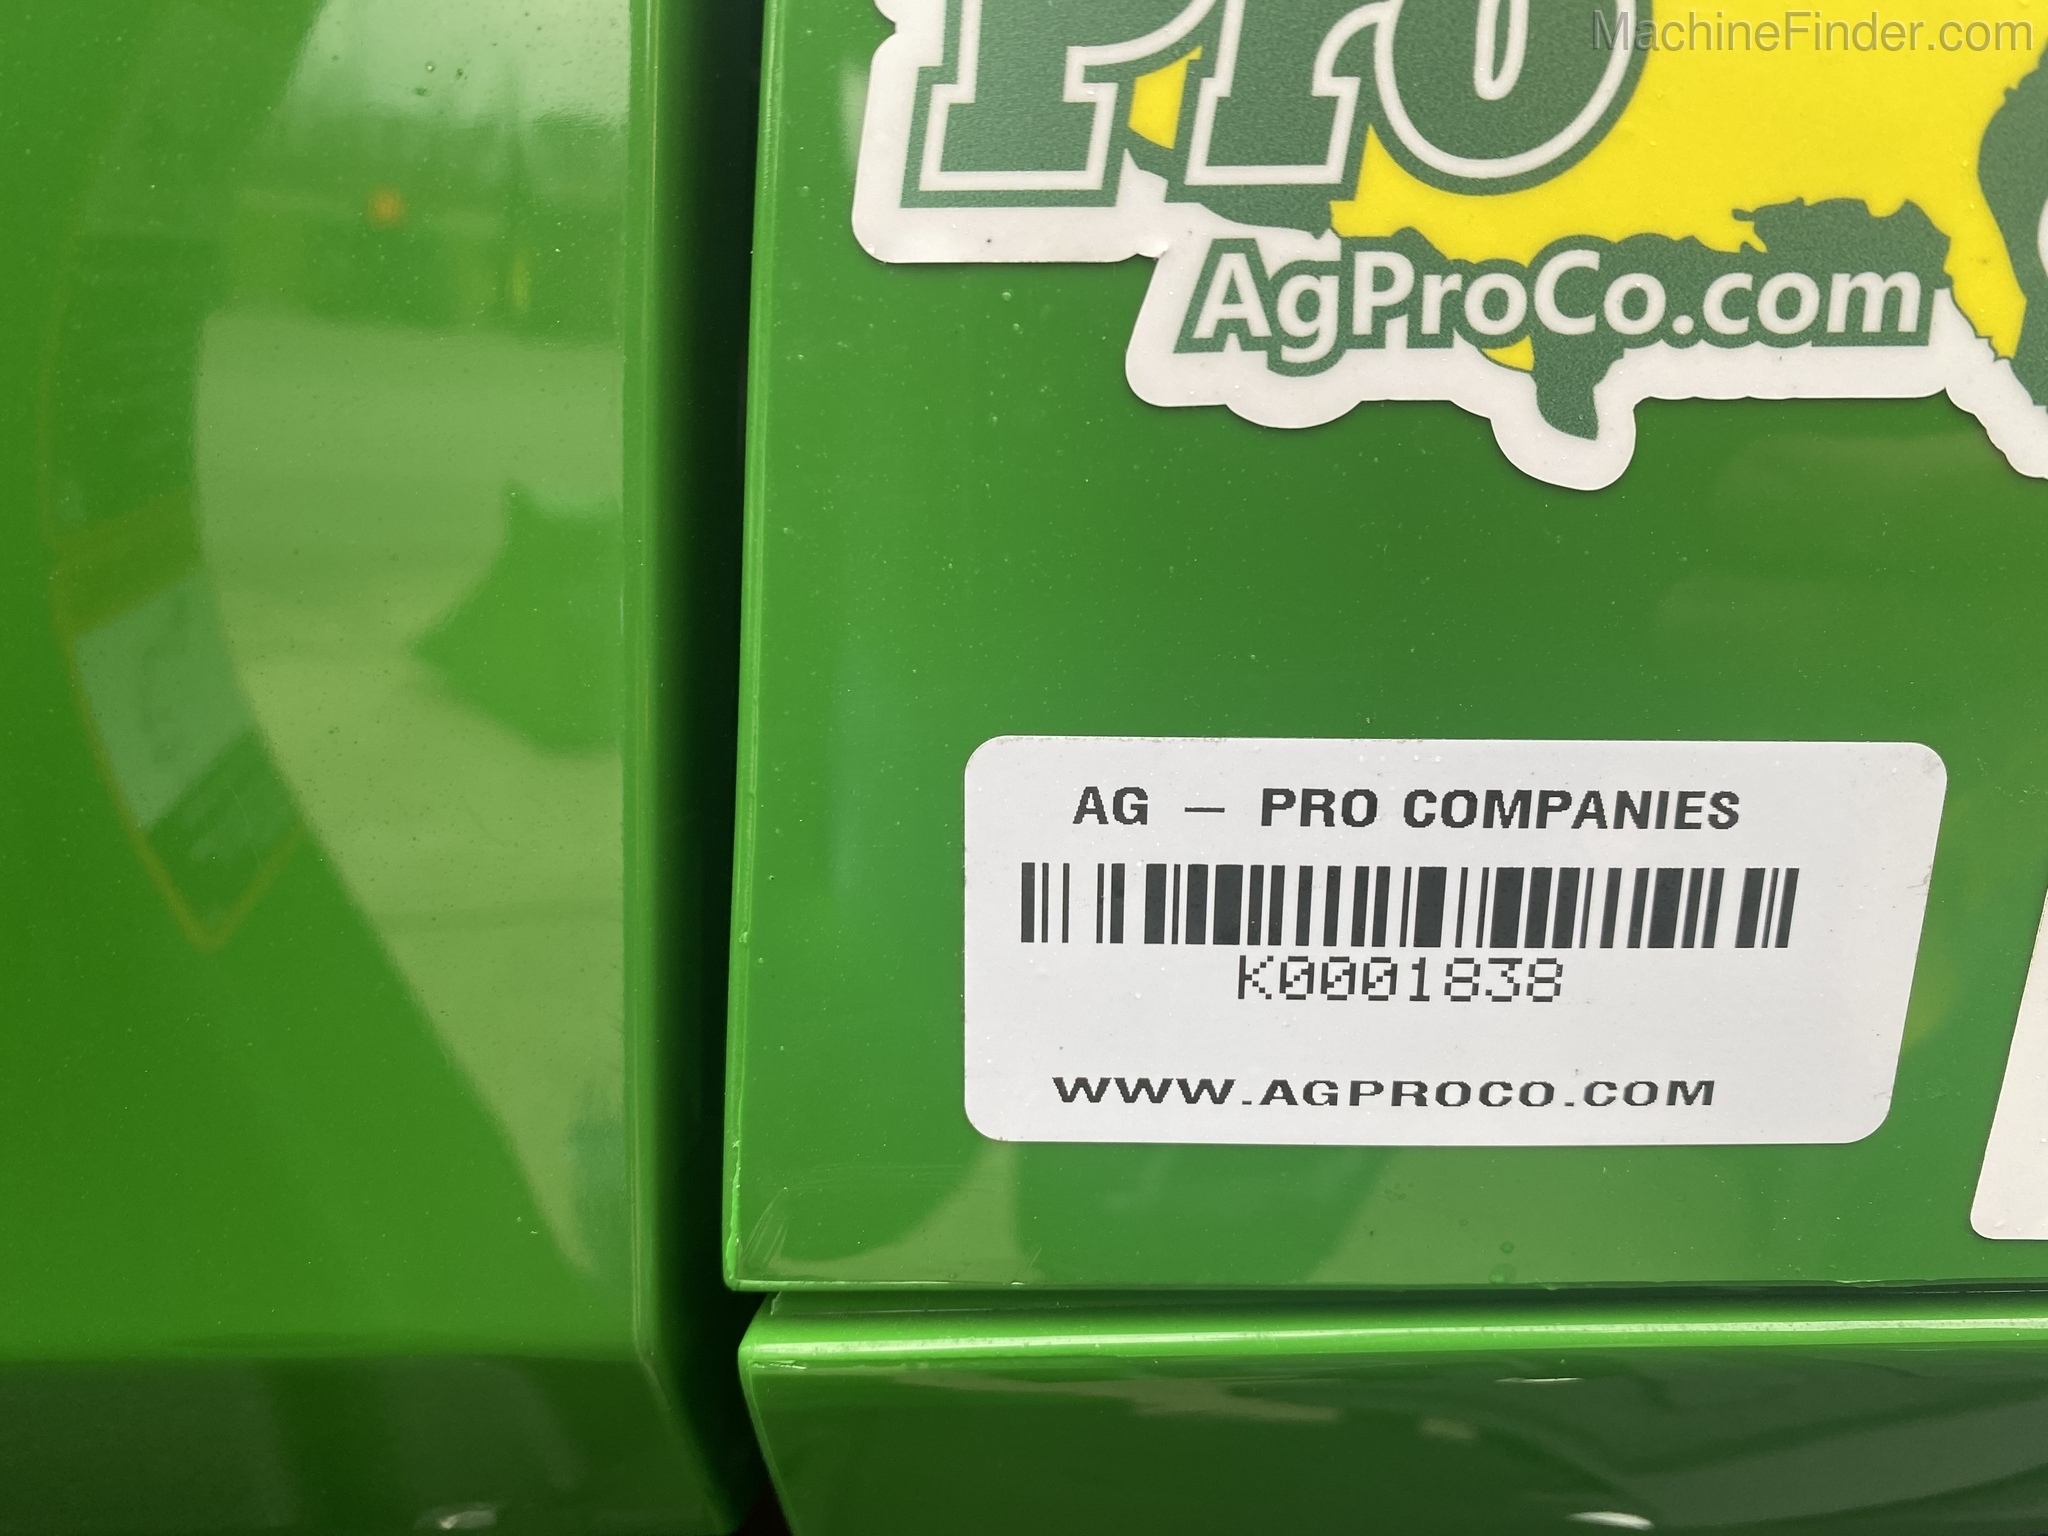 MachineFinder.com
Pro
AgProCo.com
AG – PRO COMPANIES
K0001838
WWW.AGPROCO.COM